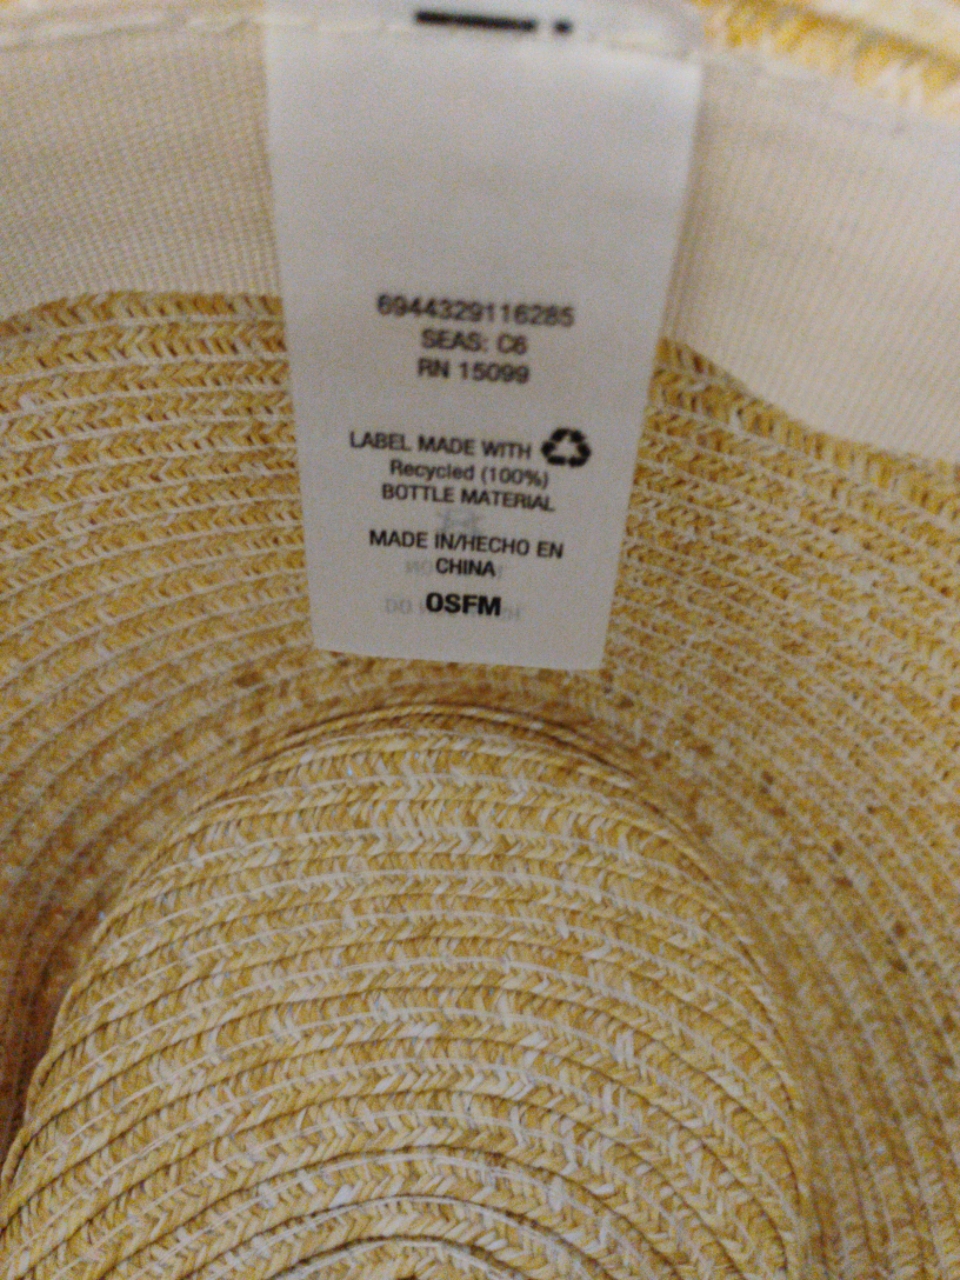 6944329116285
SEAS: C6
RN 15099
LABEL MADE WITH
Recycled (100%)
BOTTLE MATERIAL
MADE IN/HECHO EN
CHINA
OSFM